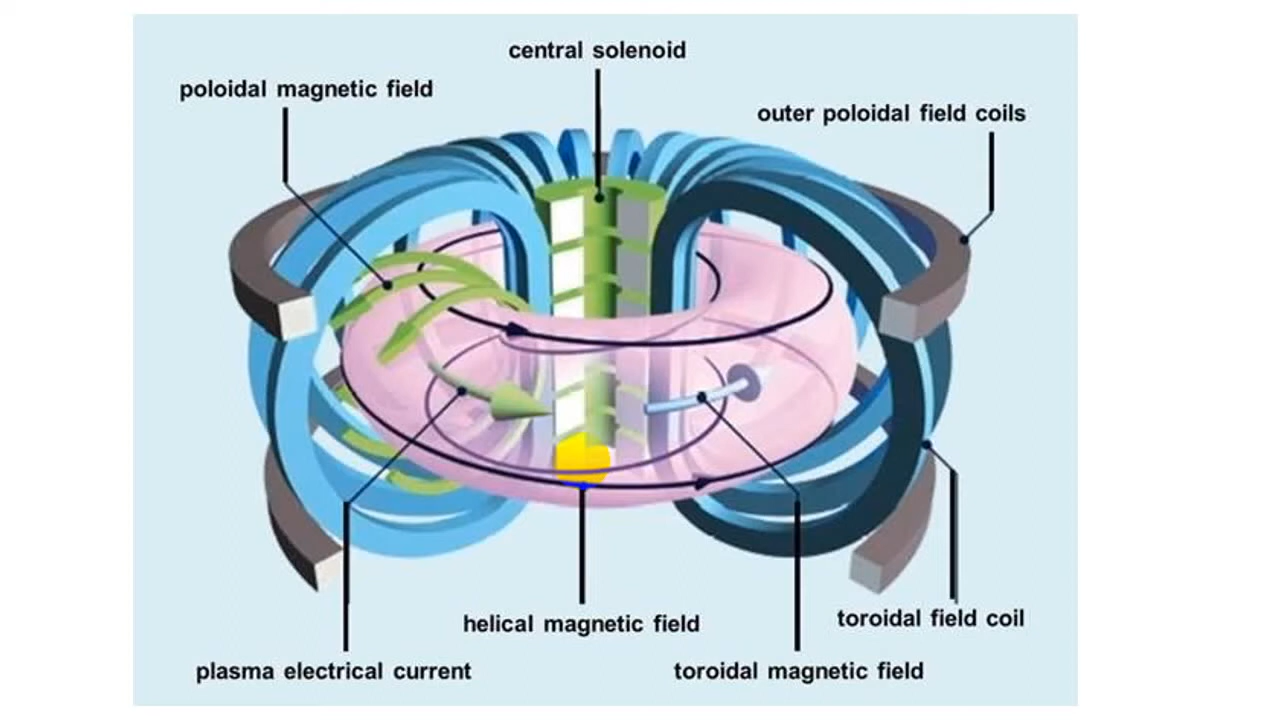 central solenoid
poloidal magnetic field
outer poloidal field coils
helical magnetic field
toroidal field coil
plasma electrical current
toroidal magnetic field